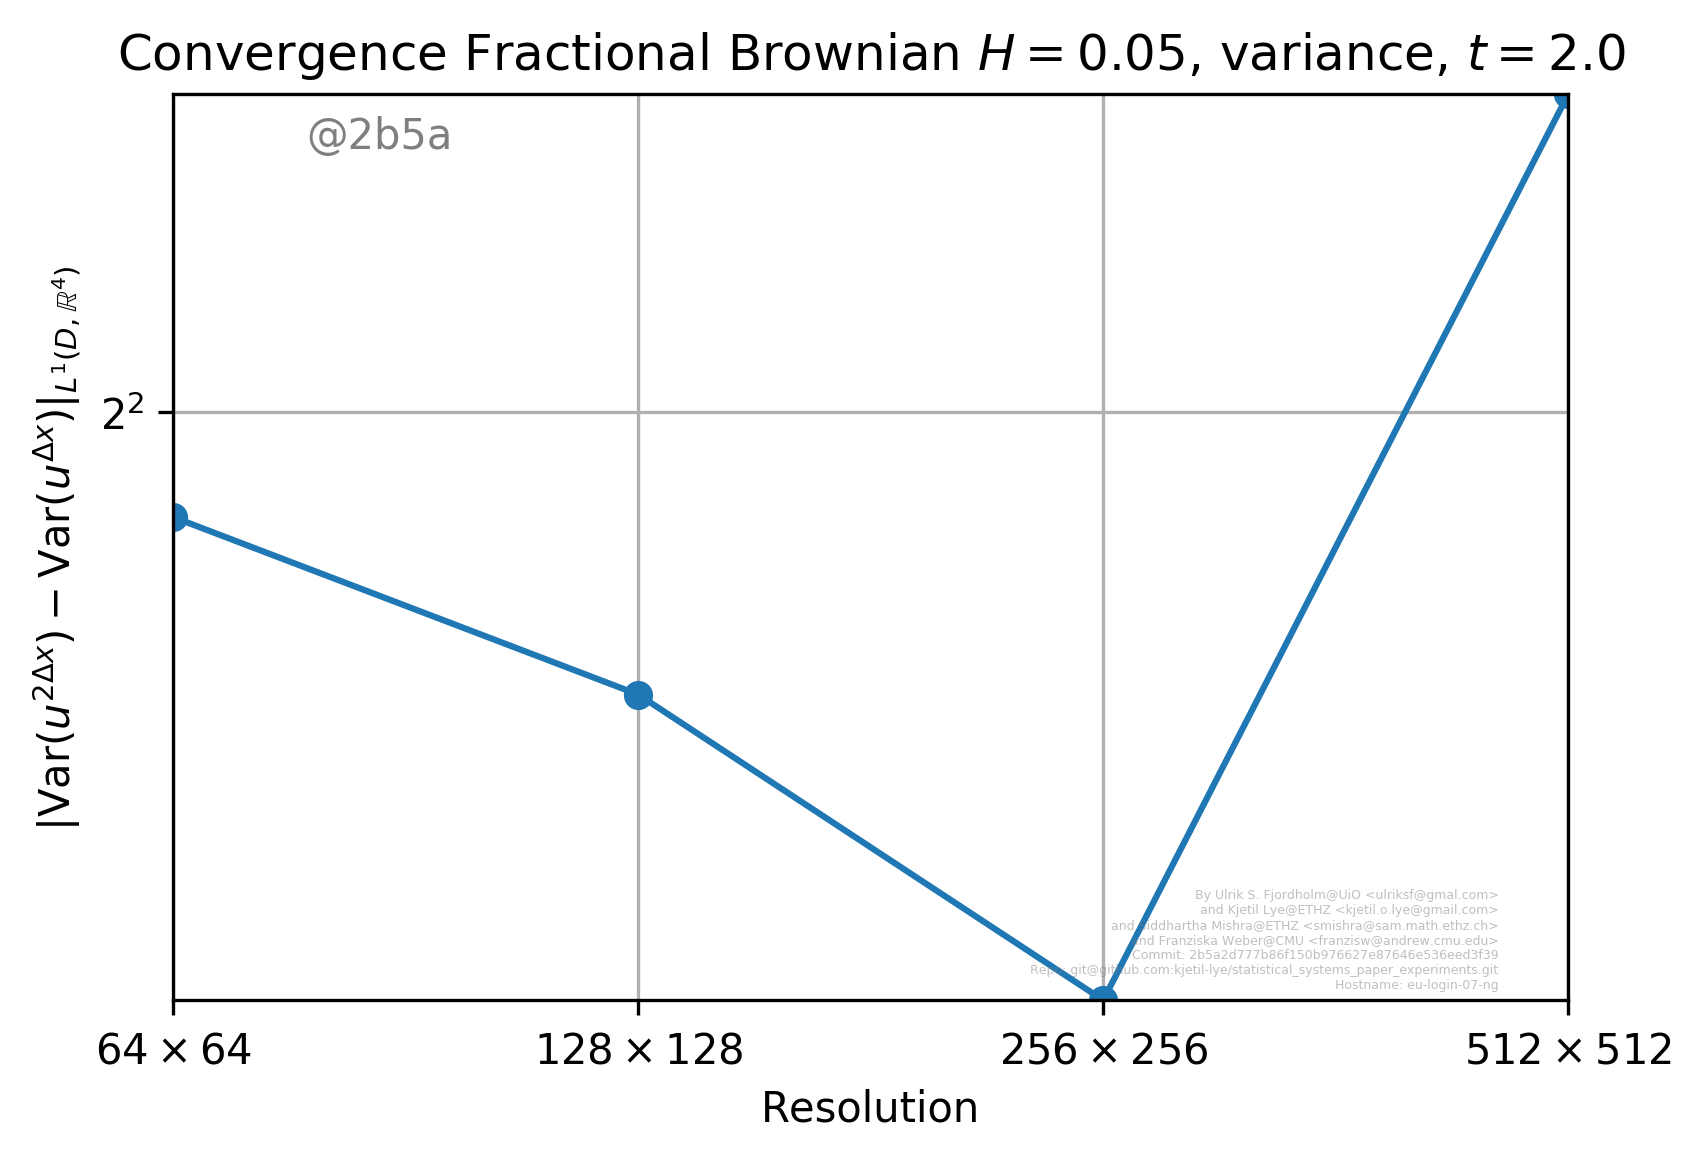 Convergence Fractional Brownian H = 0.05, variance, t = 2.0
@2b5a
|Var(u^{2Δx}) − Var(u^{Δx})|_{L^1(D, ℝ^4)}
2^2
By Ulrik S. Fjordholm@UiO <ulriksf@gmal.com>
and Kjetil Lye@ETHZ <kjetil.o.lye@gmail.com>
and Siddhartha Mishra@ETHZ <smishra@sam.math.ethz.ch>
and Franziska Weber@CMU <franzisw@andrew.cmu.edu>
Commit: 2b5a2d777b86f150b976627e87646e536eed3f39
Repo: git@github.com:kjetil-lye/statistical_systems_paper_experiments.git
Hostname: eu-login-07-ng
64 × 64 128 × 128 256 × 256 512 × 512
Resolution